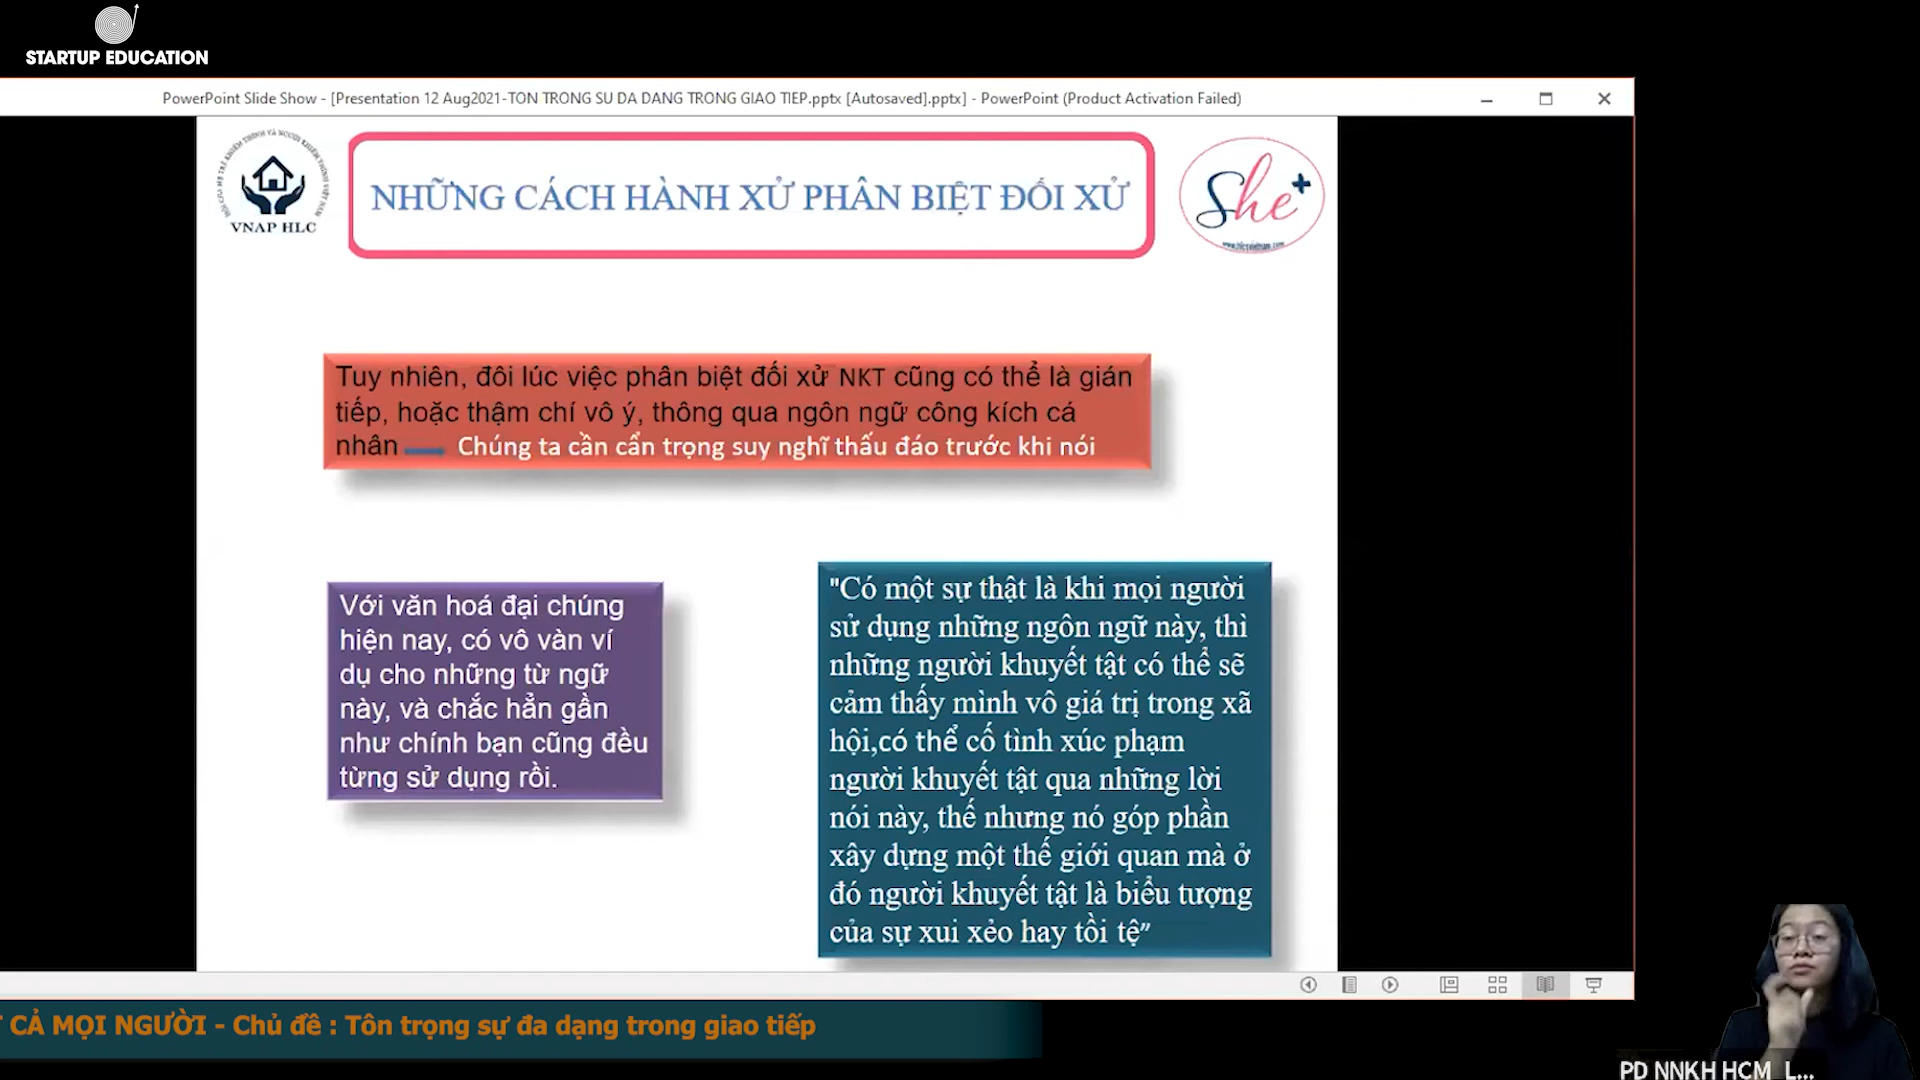 STARTUP EDUCATION
PowerPoint Slide Show - [Presentation 12 Aug2021-TON TRONG SU DA DANG TRONG GIAO TIEP.pptx [Autosaved].pptx] - PowerPoint (Product Activation Failed)
VNAP HLC
NHỮNG CÁCH HÀNH XỬ PHÂN BIỆT ĐỐI XỬ
She+
Tuy nhiên, đôi lúc việc phân biệt đối xử NKT cũng có thể là gián
tiếp, hoặc thậm chí vô ý, thông qua ngôn ngữ công kích cá
nhân Chúng ta cần cẩn trọng suy nghĩ thấu đáo trước khi nói
Với văn hoá đại chúng
hiện nay, có vô vàn ví
dụ cho những từ ngữ
này, và chắc hẳn gần
như chính bạn cũng đều
từng sử dụng rồi.
"Có một sự thật là khi mọi người
sử dụng những ngôn ngữ này, thì
những người khuyết tật có thể sẽ
cảm thấy mình vô giá trị trong xã
hội,có thể cố tình xúc phạm
người khuyết tật qua những lời
nói này, thế nhưng nó góp phần
xây dựng một thế giới quan mà ở
đó người khuyết tật là biểu tượng
của sự xui xẻo hay tồi tệ”
CẢ MỌI NGƯỜI - Chủ đề : Tôn trọng sự đa dạng trong giao tiếp
PD NNKH HCM_L...